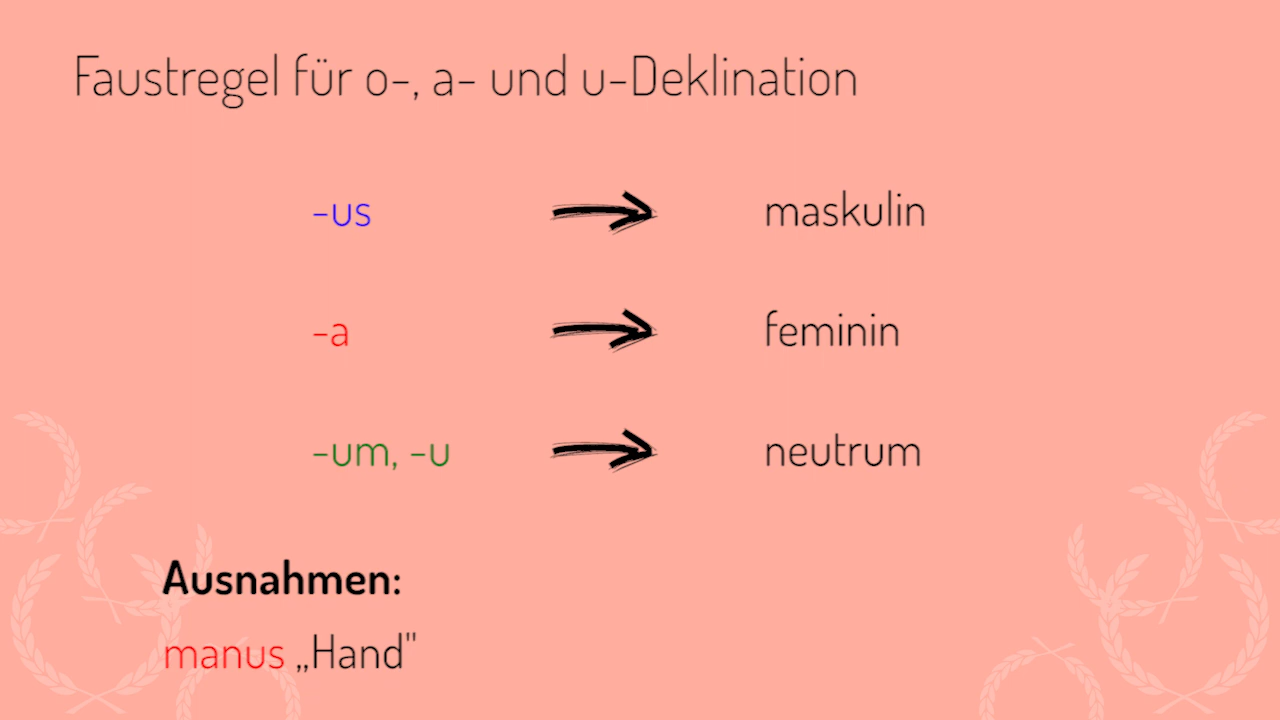 Faustregel für o-, a- und u-Deklination
-us → maskulin
-a → feminin
-um, -u → neutrum
Ausnahmen:
manus „Hand"